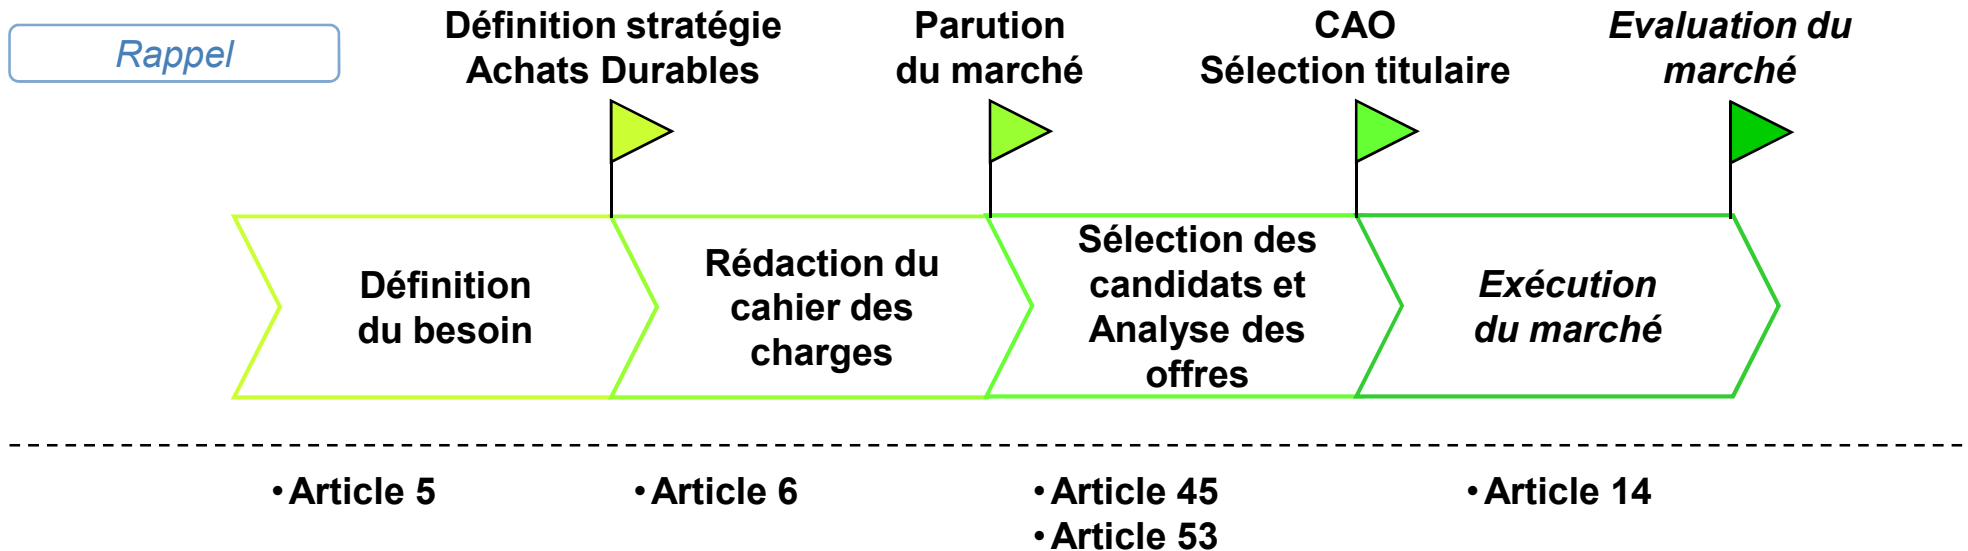 Rappel
Définition stratégie
Achats Durables
Parution
du marché
CAO
Sélection titulaire
Evaluation du
marché
Définition
du besoin
Rédaction du
cahier des
charges
Sélection des
candidats et
Analyse des
offres
Exécution
du marché
•Article 5
•Article 6
•Article 45
•Article 53
•Article 14